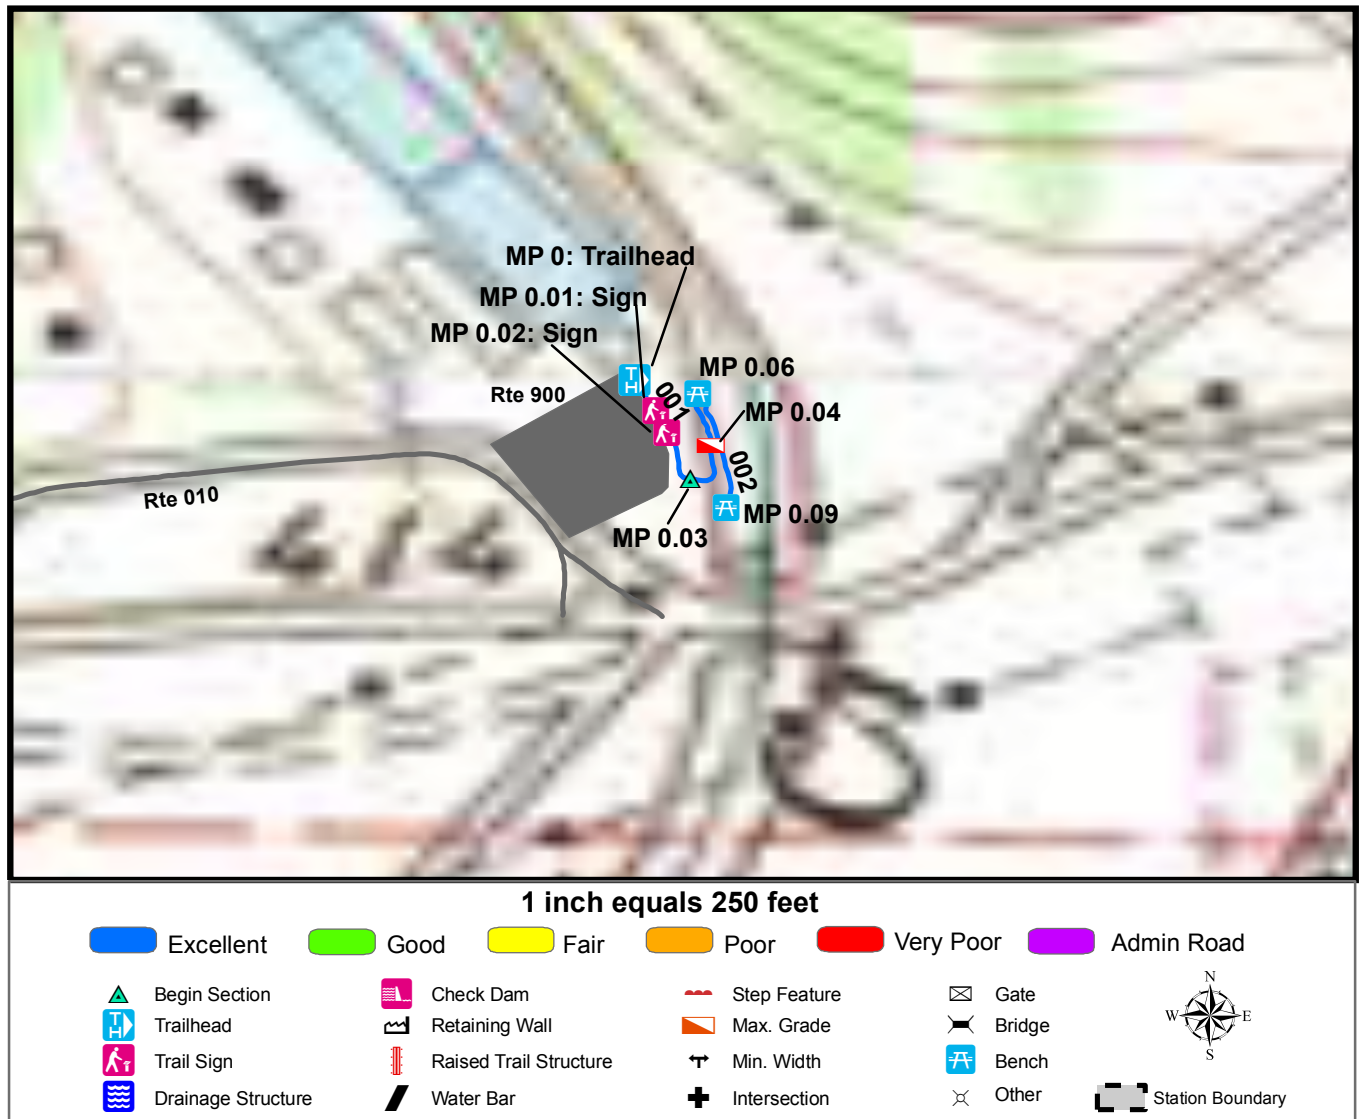 MP 0: Trailhead
MP 0.01: Sign
MP 0.02: Sign
MP 0.06
Rte 900
001
MP 0.04
002
Rte 010
MP 0.09
MP 0.03
614
1 inch equals 250 feet
Excellent
Good
Fair
Poor
Very Poor
Admin Road
Begin Section
Check Dam
Step Feature
Gate
Trailhead
Retaining Wall
Max. Grade
Bridge
Trail Sign
Raised Trail Structure
Min. Width
Bench
Drainage Structure
Water Bar
Intersection
Other
Station Boundary
N
W
E
S
TH
TH